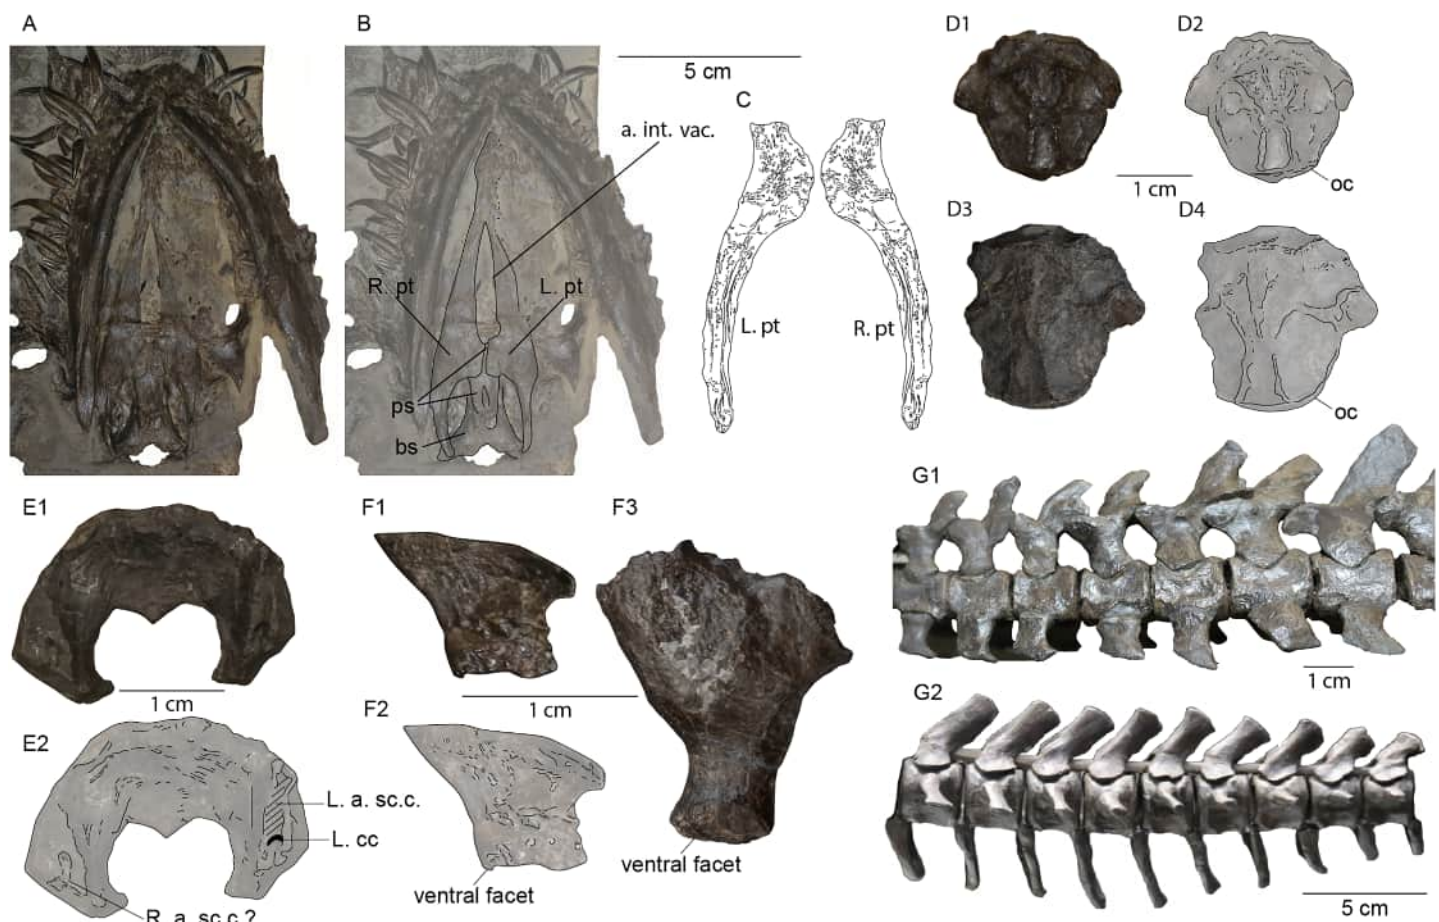 A
B
5 cm
C
a. int. vac.
R. pt
L. pt
ps
bs
L. pt
R. pt
D1
D2
1 cm
oc
D3
D4
oc
E1
1 cm
E2
L. a. sc.c.
L. cc
R. a. sc.c.?
F1
F3
1 cm
F2
ventral facet
ventral facet
G1
1 cm
G2
5 cm